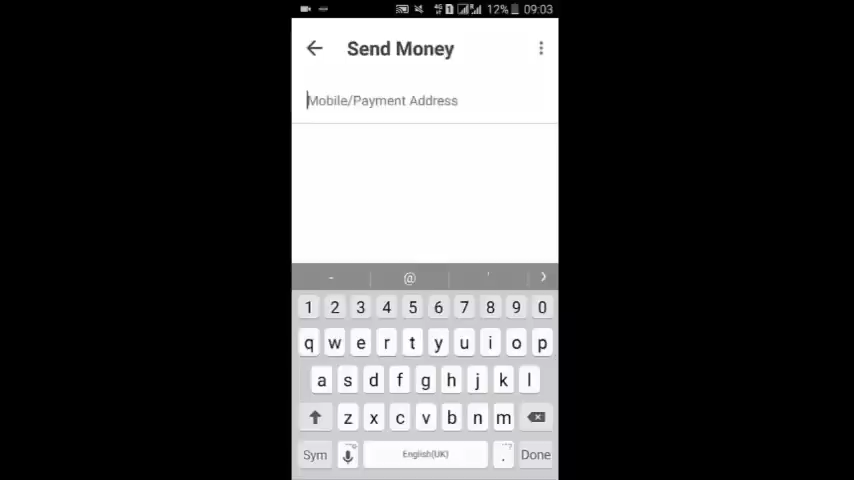 12% 09:03
Send Money
Mobile/Payment Address
- @ '
1 2 3 4 5 6 7 8 9 0
q w e r t y u i o p
a s d f g h j k l
z x c v b n m
Sym English(UK) . Done